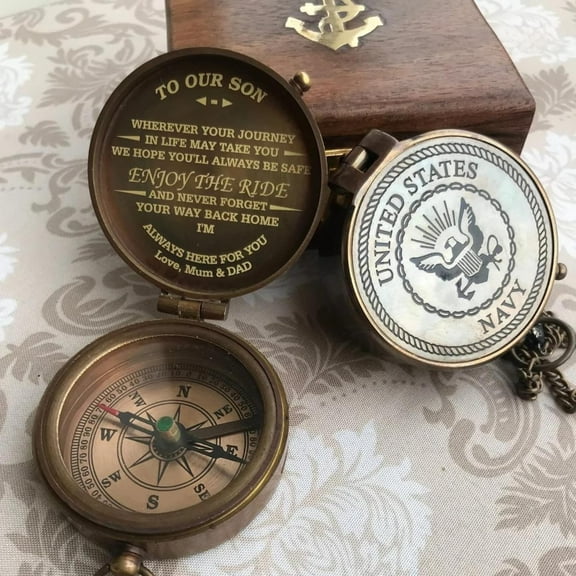 TO OUR SON
WHEREVER YOUR JOURNEY
IN LIFE MAY TAKE YOU
WE HOPE YOU'LL ALWAYS BE SAFE
ENJOY THE RIDE
AND NEVER FORGET
YOUR WAY BACK HOME
I'M
ALWAYS HERE FOR YOU
Love, Mum & DAD
UNITED STATES
NAVY
N
NE
E
SE
S
SW
W
NW